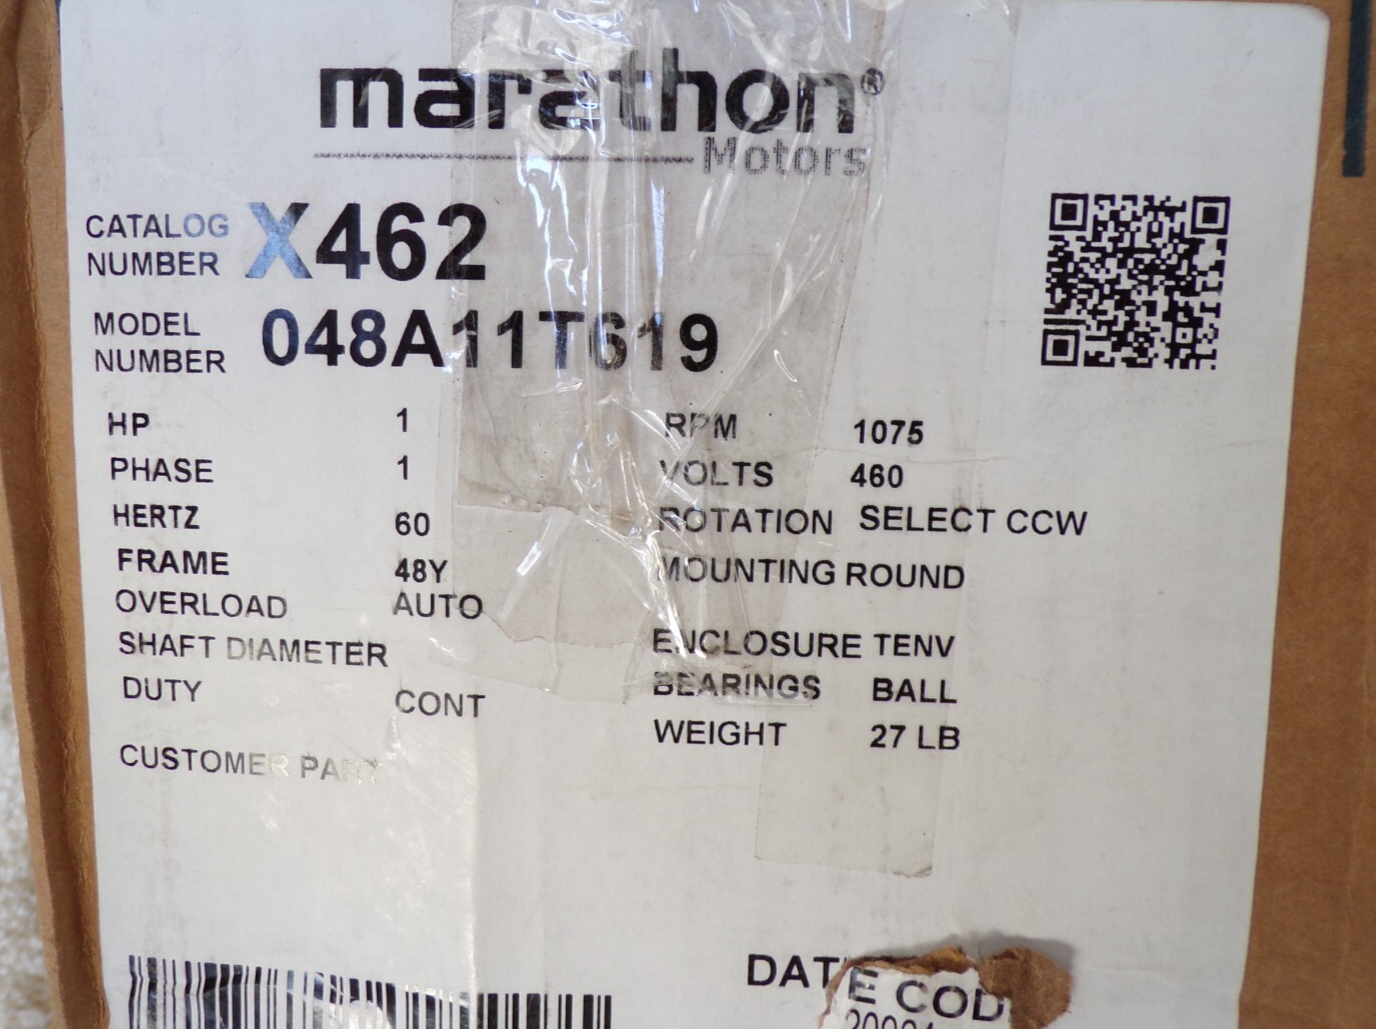 marathon®
Motors
CATALOG NUMBER X462
MODEL NUMBER 048A11T619
HP 1 RPM 1075
PHASE 1 VOLTS 460
HERTZ 60 ROTATION SELECT CCW
FRAME 48Y MOUNTING ROUND
OVERLOAD AUTO
SHAFT DIAMETER ENCLOSURE TENV
DUTY CONT BEARINGS BALL
WEIGHT 27 LB
CUSTOMER PART
DATE COD